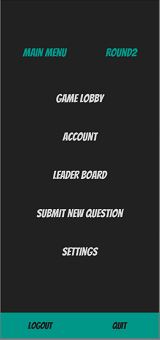 MAIN MENU ROUND2
GAME LOBBY
ACCOUNT
LEADER BOARD
SUBMIT NEW QUESTION
SETTINGS
LOGOUT QUIT